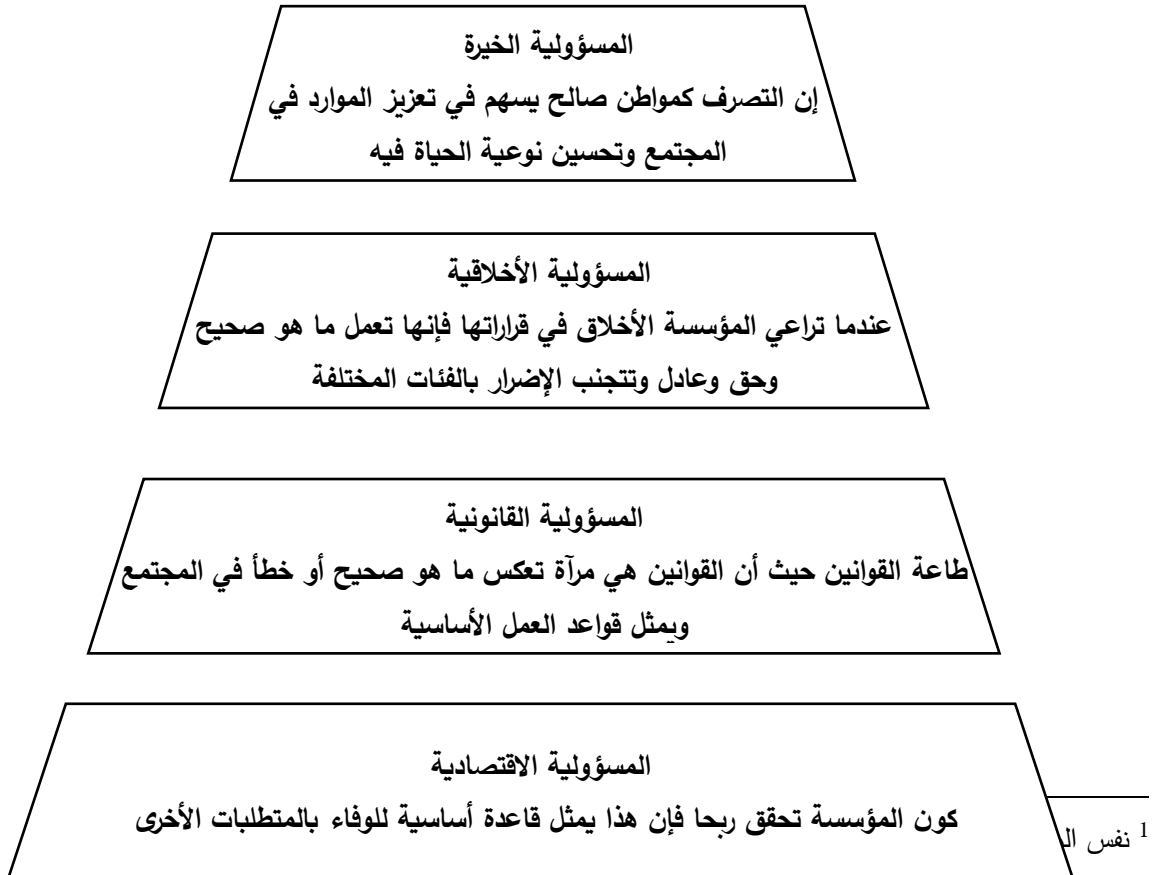 المسؤولية الخيرة
إن التصرف كمواطن صالح يسهم في تعزيز الموارد في
المجتمع وتحسين نوعية الحياة فيه
المسؤولية الأخلاقية
عندما تراعي المؤسسة الأخلاق في قراراتها فإنها تعمل ما هو صحيح
وحق وعادل وتتجنب الإضرار بالفئات المختلفة
المسؤولية القانونية
طاعة القوانين حيث أن القوانين هي مرآة تعكس ما هو صحيح أو خطأ في المجتمع
ويمثل قواعد العمل الأساسية
المسؤولية الاقتصادية
كون المؤسسة تحقق ربحا فإن هذا يمثل قاعدة أساسية للوفاء بالمتطلبات الأخرى
1 نفس